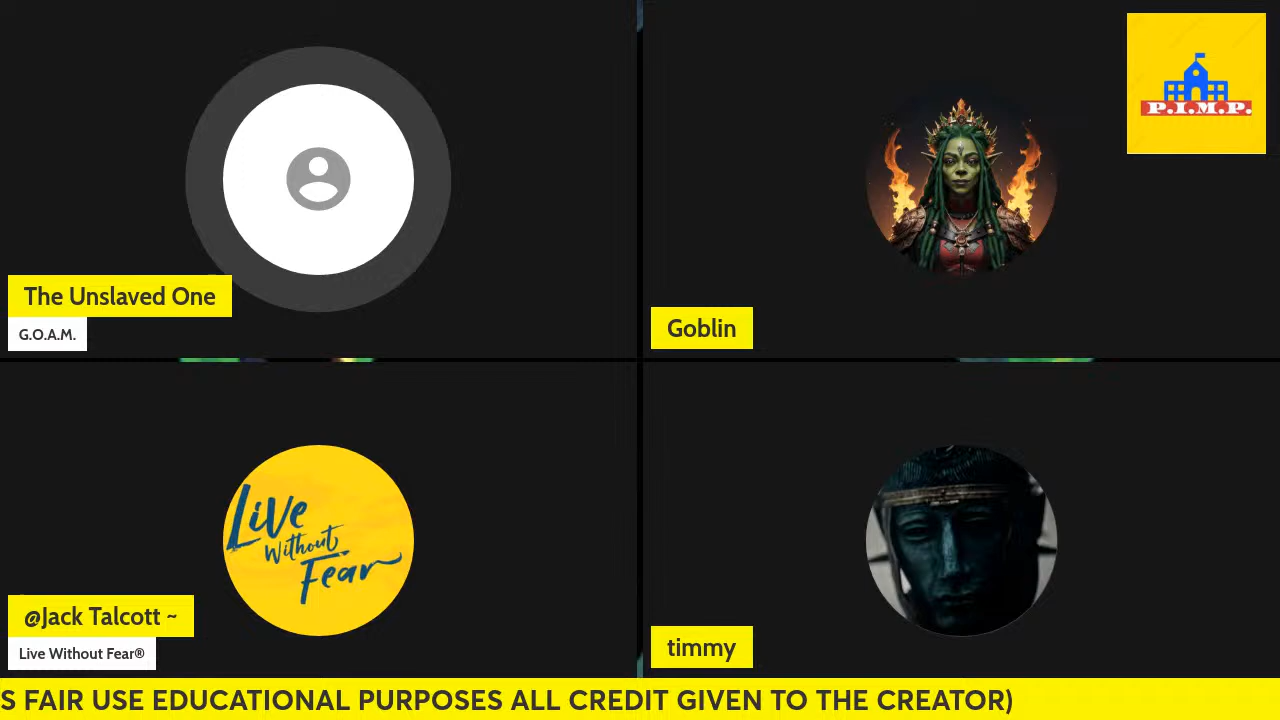 P.I.M.P.
The Unslaved One
G.O.A.M.
Goblin
Live
Without
Fear
@Jack Talcott ~
Live Without Fear®
timmy
S FAIR USE EDUCATIONAL PURPOSES ALL CREDIT GIVEN TO THE CREATOR)